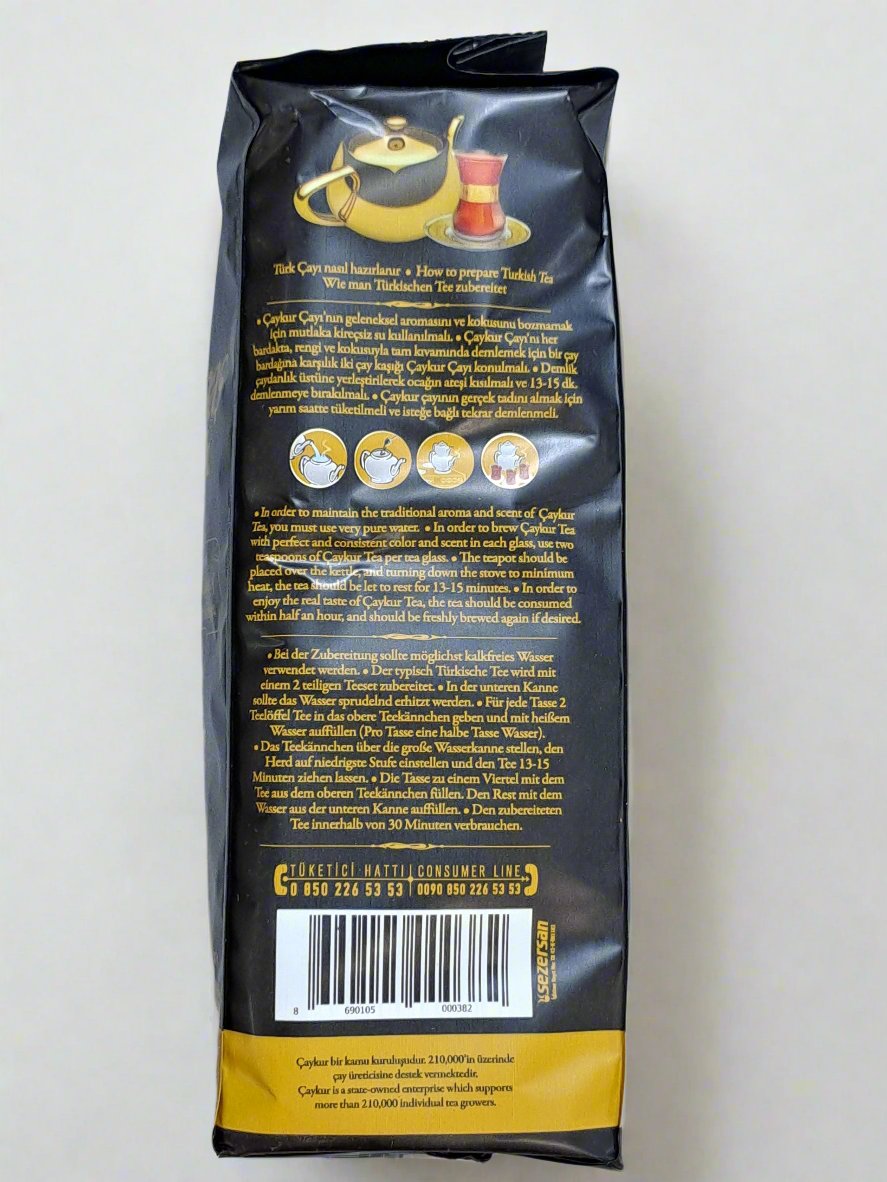 Türk Çayı nasıl hazırlanır • How to prepare Turkish Tea
Wie man Türkischen Tee zubereitet
• Çaykur Çayı'nın geleneksel aromasını ve kokusunu bozmamak
için mutlaka kireçsiz su kullanılmalı. • Çaykur Çayı'nı her
bardakta, rengi ve kokusuyla tam kıvamında demlemek için bir çay
bardağına karşılık iki çay kaşığı Çaykur Çayı konulmalı. • Demlik
çaydanlık üstüne yerleştirilerek ocağın ateşi kısılmalı ve 13-15 dk.
demlenmeye bırakılmalı. • Çaykur çayının gerçek tadını almak için
yarım saatte tüketilmeli ve isteğe bağlı tekrar demlenmeli.
• In order to maintain the traditional aroma and scent of Çaykur
Tea, you must use very pure water. • In order to brew Çaykur Tea
with perfect and consistent color and scent in each glass, use two
teaspoons of Çaykur Tea per tea glass. • The teapot should be
placed over the kettle, and turning down the stove to minimum
heat, the tea should be let to rest for 13-15 minutes. • In order to
enjoy the real taste of Çaykur Tea, the tea should be consumed
within half an hour, and should be freshly brewed again if desired.
• Bei der Zubereitung sollte möglichst kalkfreies Wasser
verwendet werden. • Der typisch Türkische Tee wird mit
einem 2 teiligen Teeset zubereitet. • In der unteren Kanne
sollte das Wasser sprudelnd erhitzt werden. • Für jede Tasse 2
Teelöffel Tee in das obere Teekännchen geben und mit heißem
Wasser auffüllen (Pro Tasse eine halbe Tasse Wasser).
• Das Teekännchen über die große Wasserkanne stellen, den
Herd auf niedrigste Stufe einstellen und den Tee 13-15
Minuten ziehen lassen. • Die Tasse zu einem Viertel mit dem
Tee aus dem oberen Teekännchen füllen. Den Rest mit dem
Wasser aus der unteren Kanne auffüllen. • Den zubereiteten
Tee innerhalb von 30 Minuten verbrauchen.
TÜKETİCİ HATTI CONSUMER LINE
0 850 226 53 53 0090 850 226 53 53
sezersan
8 690105 000382
Çaykur bir kamu kuruluşudur. 210,000'in üzerinde
çay üreticisine destek vermektedir.
Çaykur is a state-owned enterprise which supports
more than 210,000 individual tea growers.